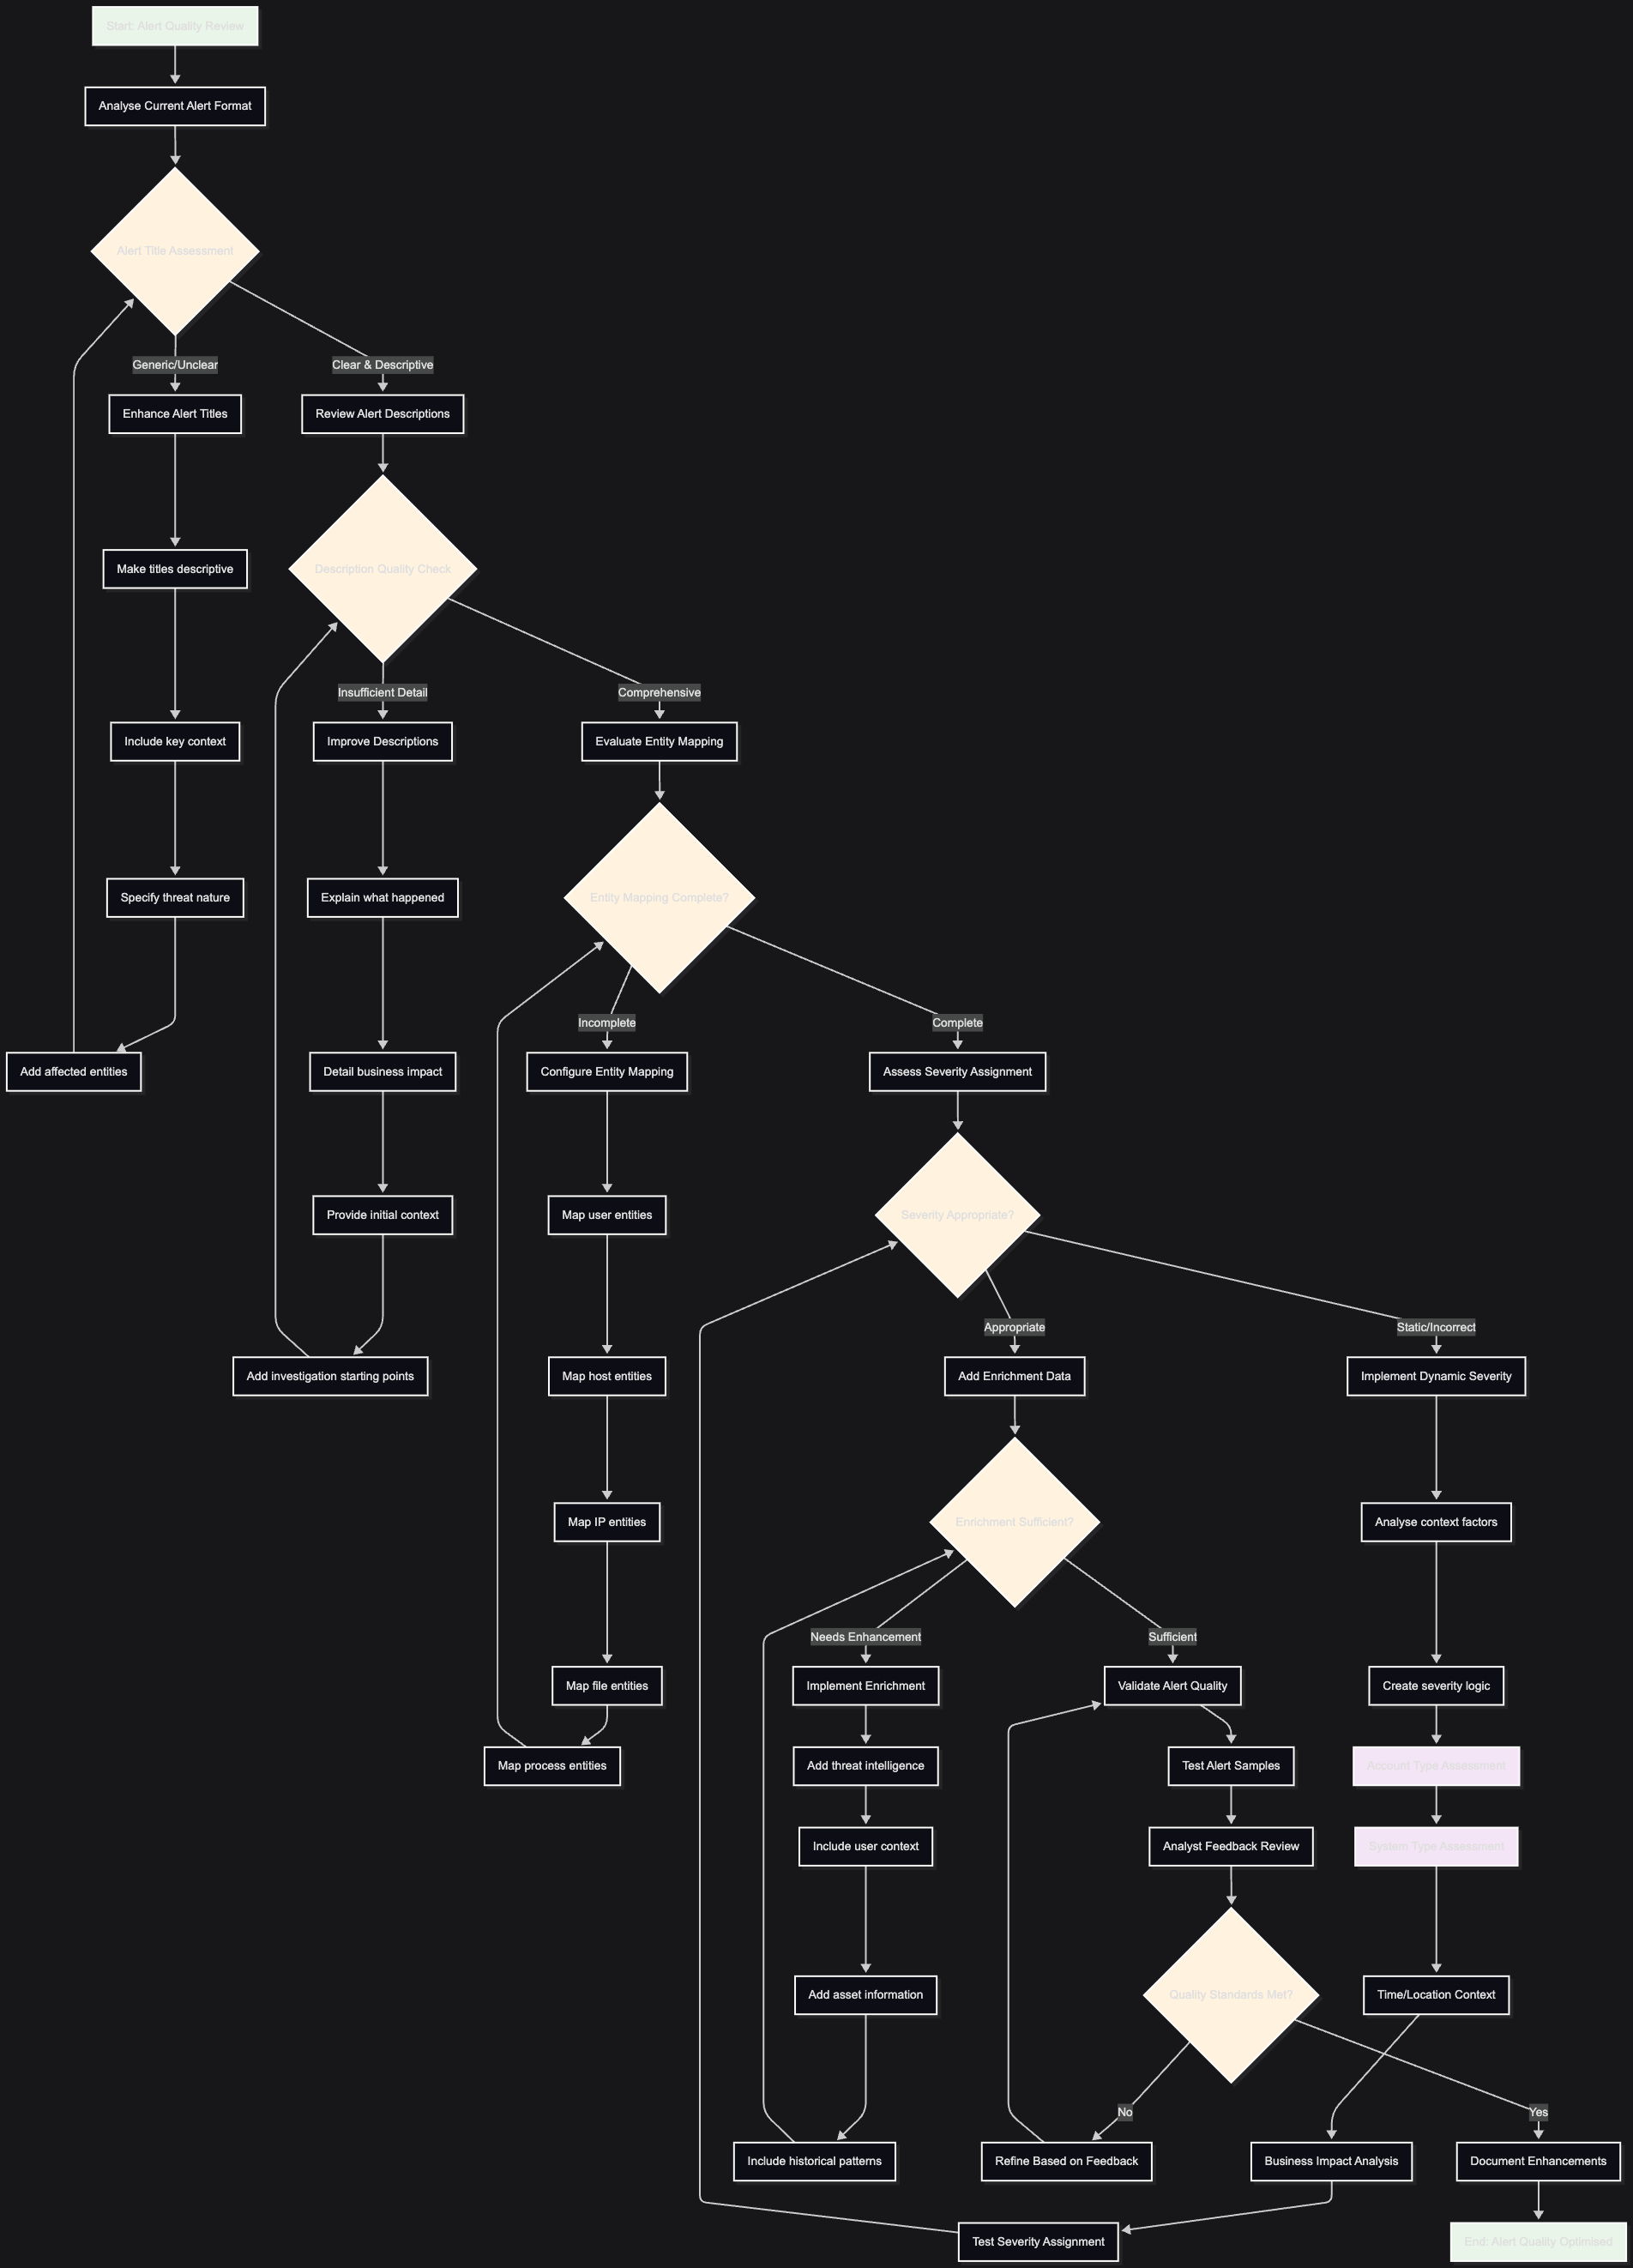 Start: Alert Quality Review
Analyse Current Alert Format
Alert Title Assessment
Generic/Unclear
Clear & Descriptive
Enhance Alert Titles
Review Alert Descriptions
Make titles descriptive
Description Quality Check
Insufficient Detail
Comprehensive
Include key context
Improve Descriptions
Evaluate Entity Mapping
Specify threat nature
Explain what happened
Entity Mapping Complete?
Incomplete
Complete
Add affected entities
Detail business impact
Configure Entity Mapping
Assess Severity Assignment
Provide initial context
Map user entities
Severity Appropriate?
Appropriate
Static/Incorrect
Add investigation starting points
Map host entities
Add Enrichment Data
Implement Dynamic Severity
Map IP entities
Enrichment Sufficient?
Analyse context factors
Needs Enhancement
Sufficient
Map file entities
Implement Enrichment
Validate Alert Quality
Create severity logic
Map process entities
Add threat intelligence
Test Alert Samples
Account Type Assessment
Include user context
Analyst Feedback Review
System Type Assessment
Add asset information
Quality Standards Met?
Time/Location Context
No
Yes
Include historical patterns
Refine Based on Feedback
Business Impact Analysis
Document Enhancements
Test Severity Assignment
End: Alert Quality Optimised